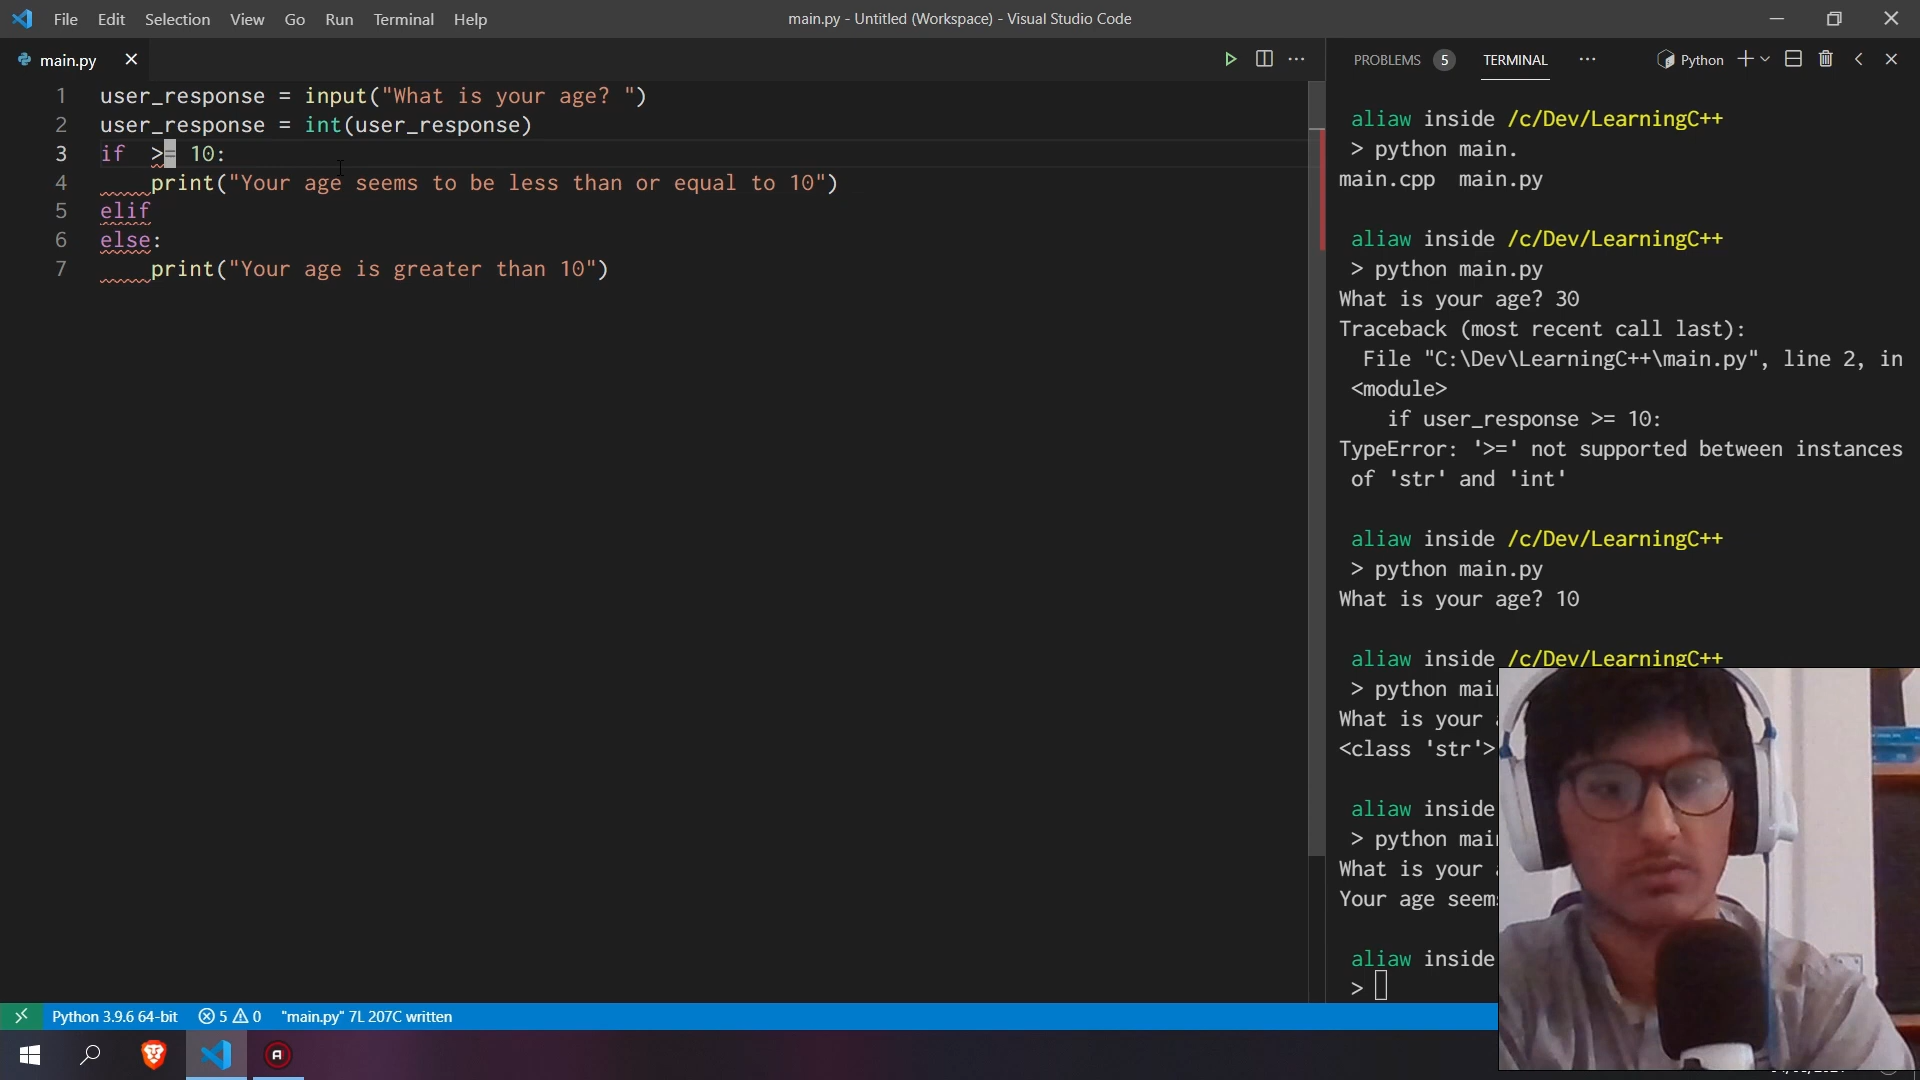 File Edit Selection View Go Run Terminal Help
main.py - Untitled (Workspace) - Visual Studio Code
main.py
1 user_response = input("What is your age? ")
2 user_response = int(user_response)
3 if  >= 10:
4     print("Your age seems to be less than or equal to 10")
5 elif
6 else:
7     print("Your age is greater than 10")
PROBLEMS 5 TERMINAL Python
aliaw inside /c/Dev/LearningC++
> python main.
main.cpp  main.py
aliaw inside /c/Dev/LearningC++
> python main.py
What is your age? 30
Traceback (most recent call last):
File "C:\Dev\LearningC++\main.py", line 2, in
<module>
if user_response >= 10:
TypeError: '>=' not supported between instances
of 'str' and 'int'
aliaw inside /c/Dev/LearningC++
> python main.py
What is your age? 10
aliaw inside /c/Dev/LearningC++
> python mai
What is your
<class 'str'>
aliaw inside
> python mai
What is your
Your age seem
aliaw inside
>
Python 3.9.6 64-bit 5 0 "main.py" 7L 207C written